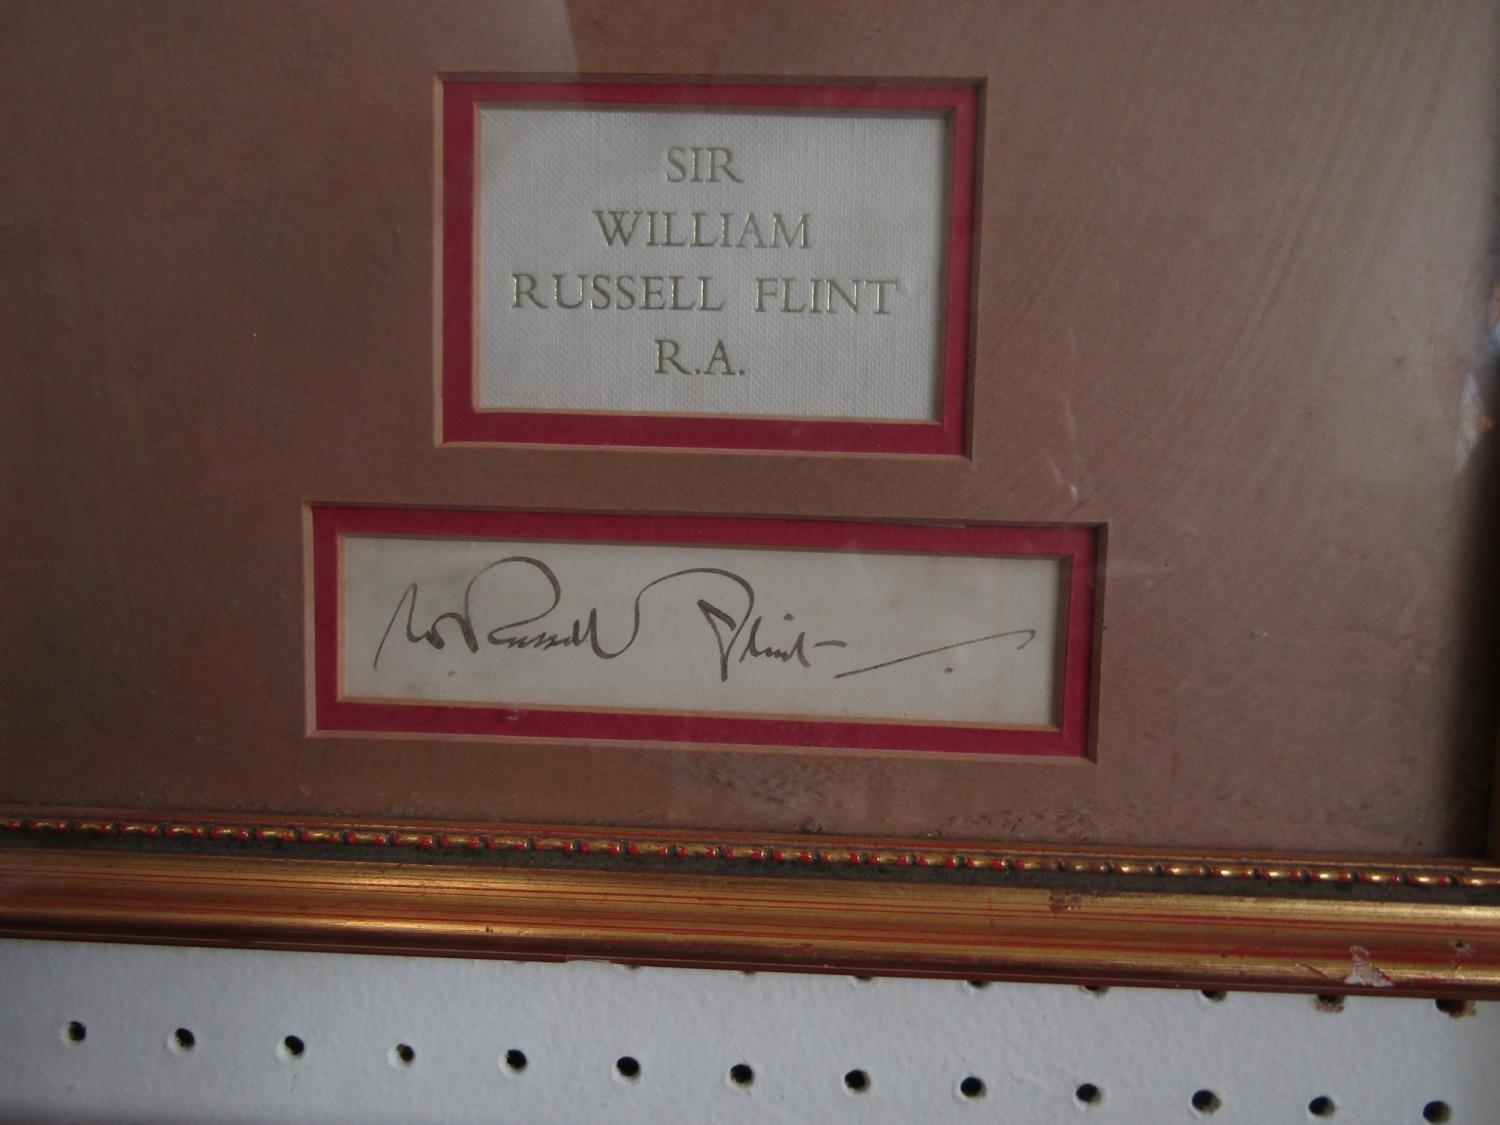 SIR
WILLIAM
RUSSELL FLINT
R.A.
W. Russell Flint